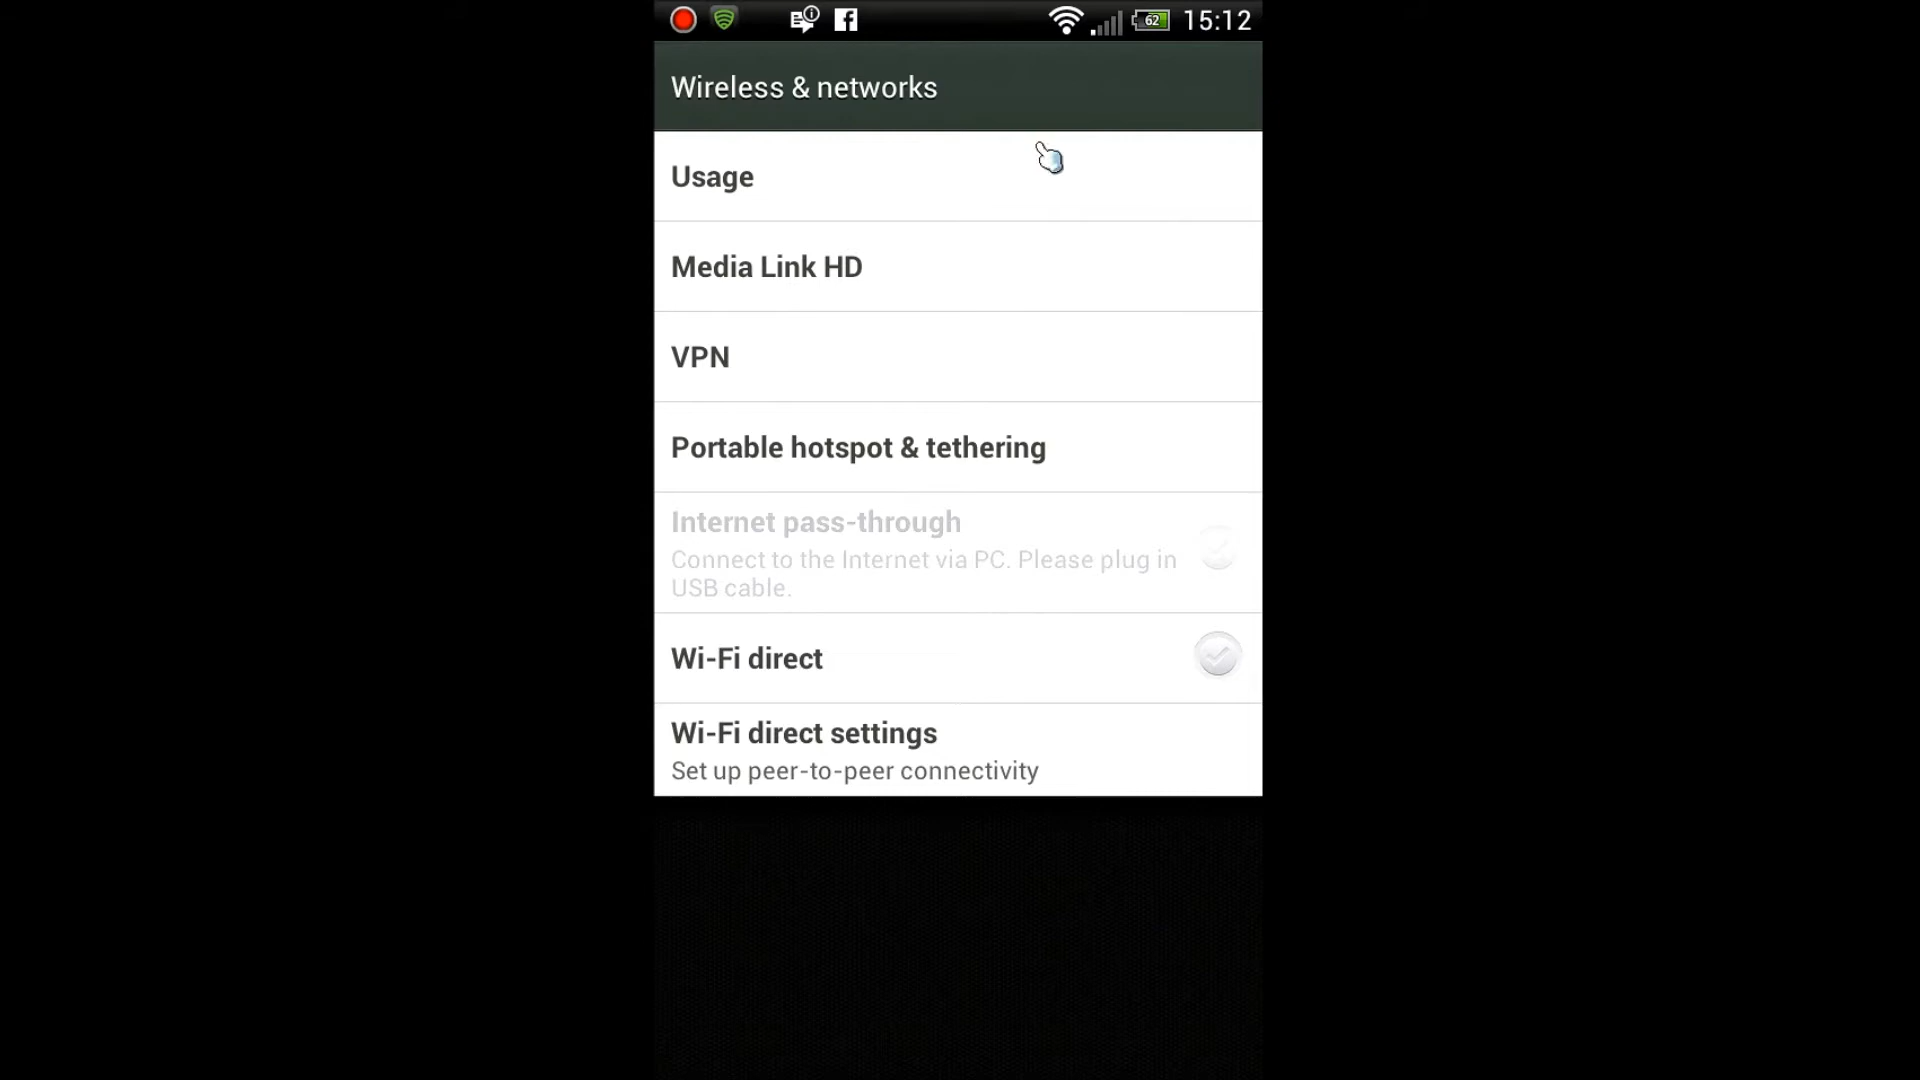 62 15:12
Wireless & networks
Usage
Media Link HD
VPN
Portable hotspot & tethering
Internet pass-through
Connect to the Internet via PC. Please plug in
USB cable.
Wi-Fi direct
Wi-Fi direct settings
Set up peer-to-peer connectivity